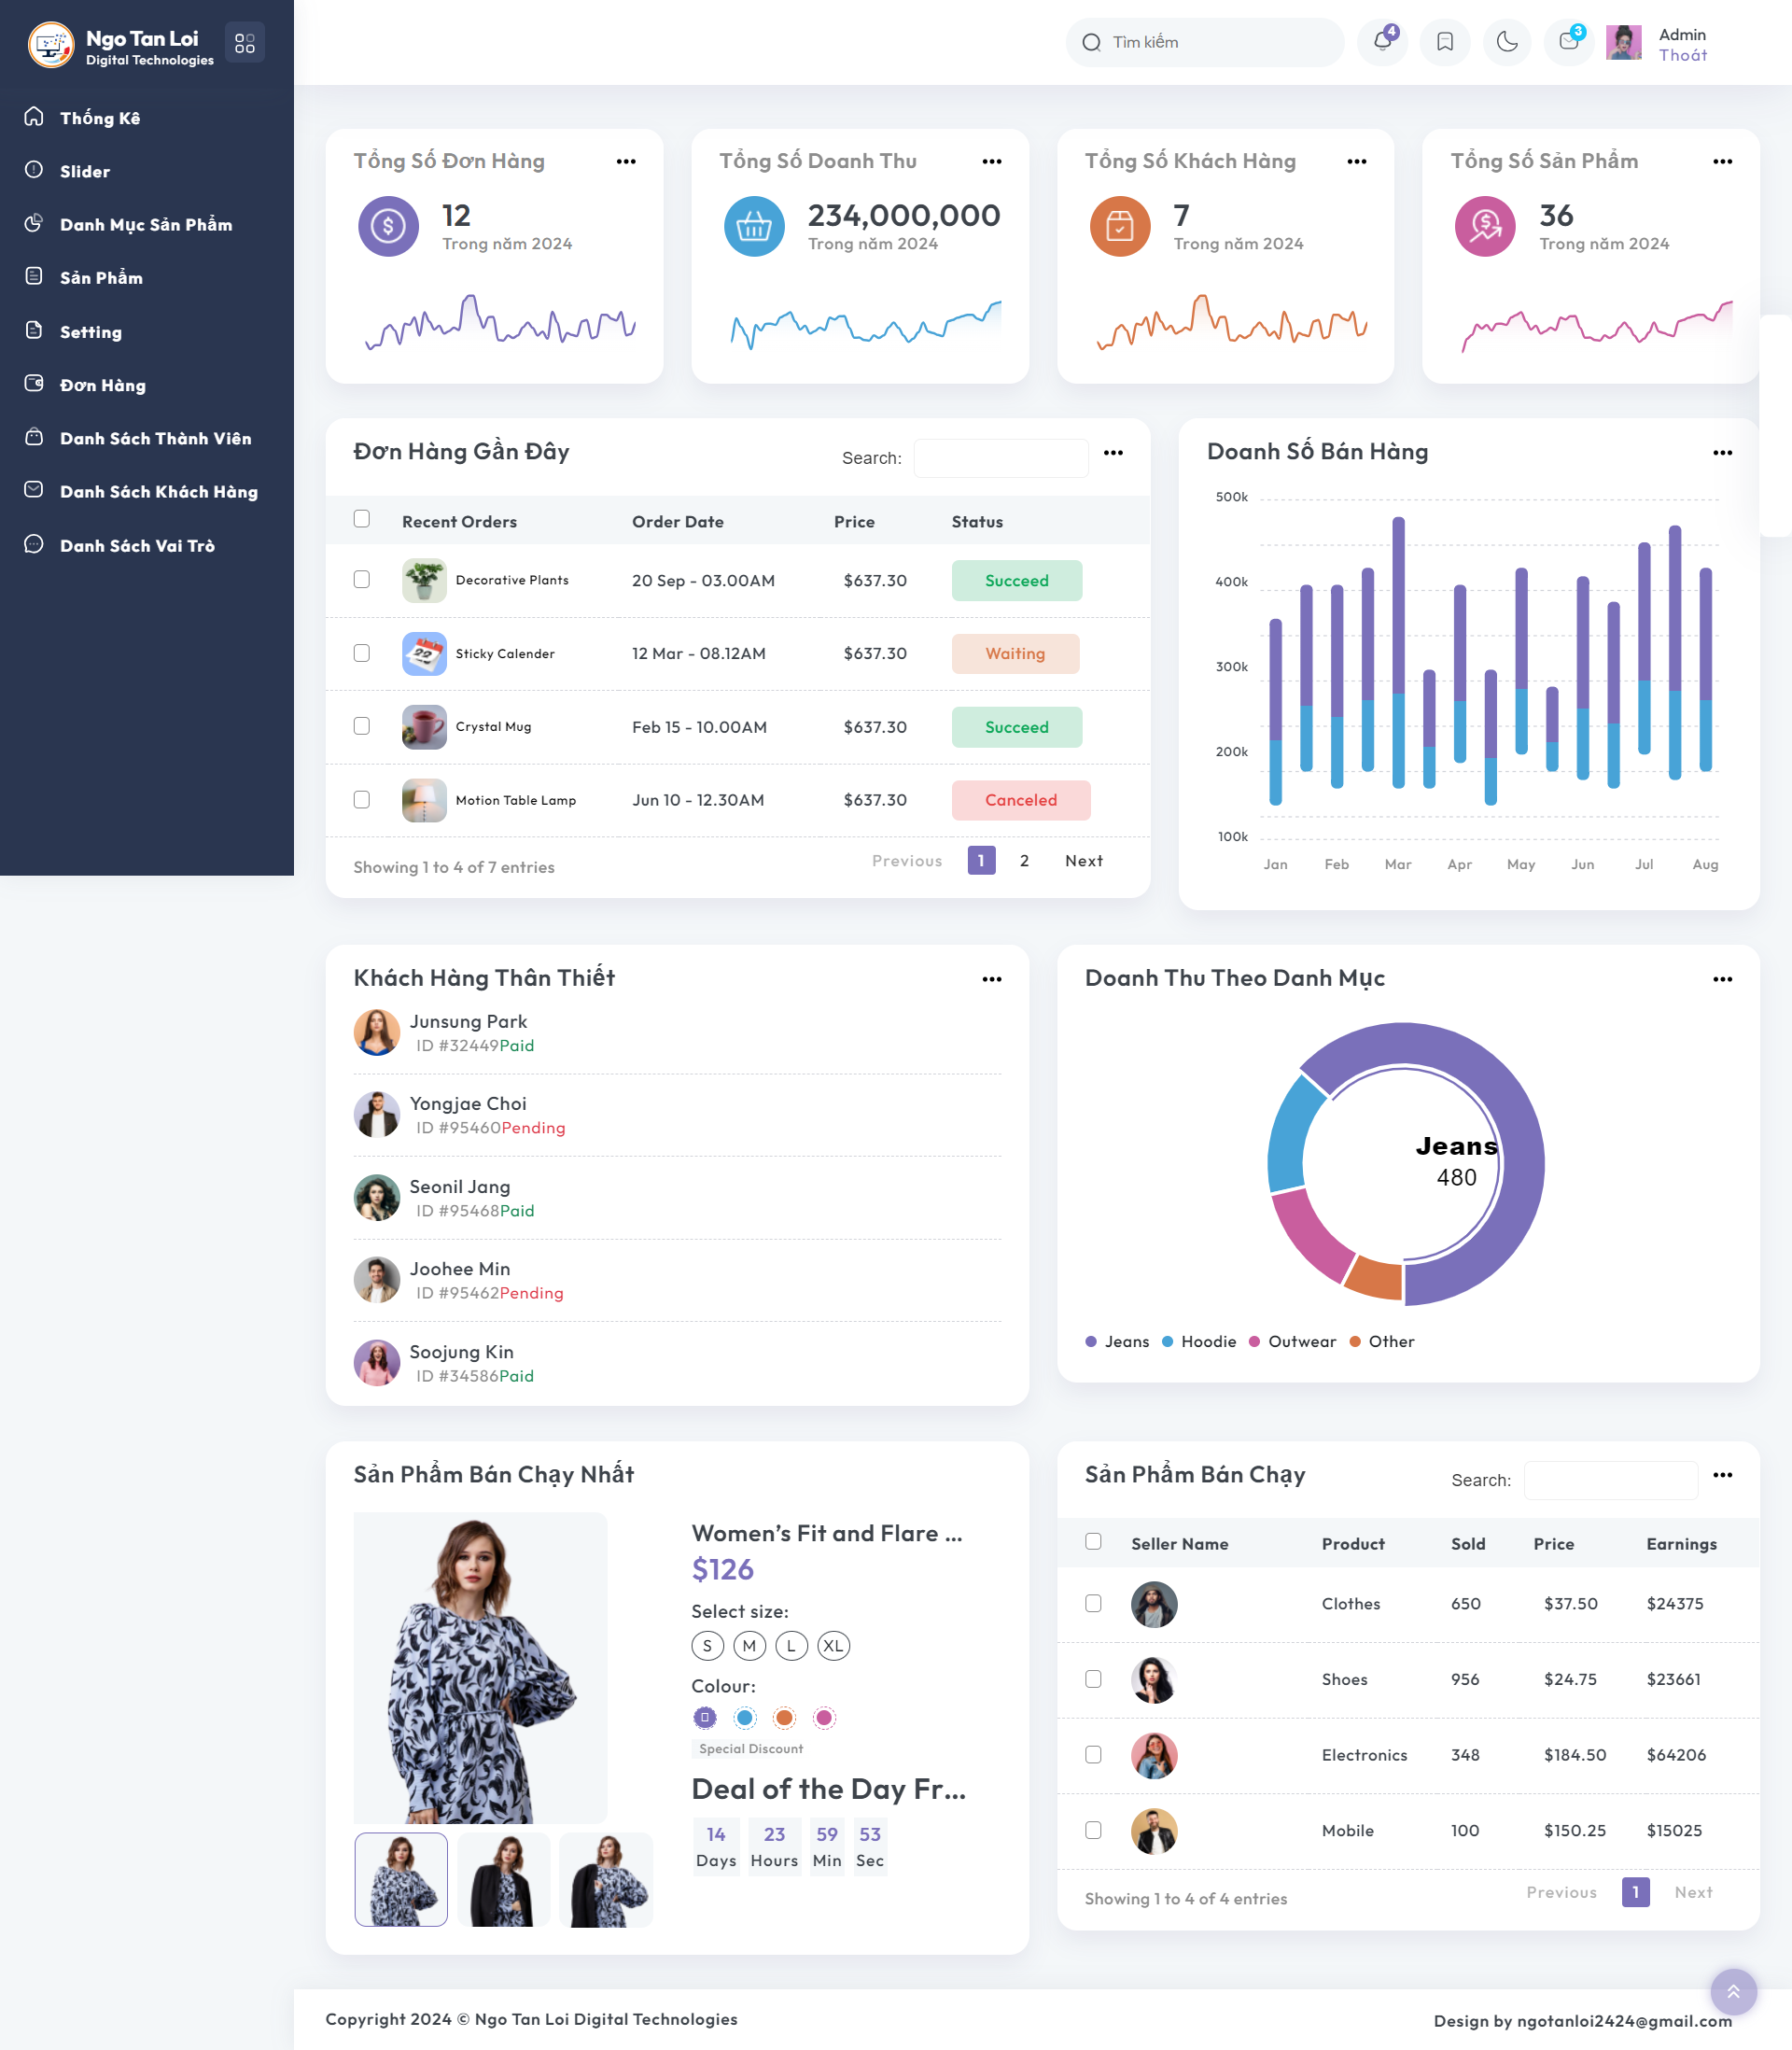 Ngo Tan Loi
Digital Technologies
Thống Kê
Slider
Danh Mục Sản Phẩm
Sản Phẩm
Setting
Đơn Hàng
Danh Sách Thành Viên
Danh Sách Khách Hàng
Danh Sách Vai Trò
Tìm kiếm
4
3
Admin
Thoát
Tổng Số Đơn Hàng
12
Trong năm 2024
Tổng Số Doanh Thu
234,000,000
Trong năm 2024
Tổng Số Khách Hàng
7
Trong năm 2024
Tổng Số Sản Phẩm
36
Trong năm 2024
Đơn Hàng Gần Đây
Search:
Recent Orders Order Date Price Status
Decorative Plants 20 Sep - 03.00AM $637.30 Succeed
Sticky Calender 12 Mar - 08.12AM $637.30 Waiting
Crystal Mug Feb 15 - 10.00AM $637.30 Succeed
Motion Table Lamp Jun 10 - 12.30AM $637.30 Canceled
Showing 1 to 4 of 7 entries
Previous 1 2 Next
Doanh Số Bán Hàng
500k
400k
300k
200k
100k
Jan Feb Mar Apr May Jun Jul Aug
Khách Hàng Thân Thiết
Junsung Park
ID #32449Paid
Yongjae Choi
ID #95460Pending
Seonil Jang
ID #95468Paid
Joohee Min
ID #95462Pending
Soojung Kin
ID #34586Paid
Doanh Thu Theo Danh Mục
Jeans
480
Jeans Hoodie Outwear Other
Sản Phẩm Bán Chạy Nhất
Women’s Fit and Flare ...
$126
Select size:
S M L XL
Colour:
Special Discount
Deal of the Day Fr...
14 23 59 53
Days Hours Min Sec
Sản Phẩm Bán Chạy
Search:
Seller Name Product Sold Price Earnings
Clothes 650 $37.50 $24375
Shoes 956 $24.75 $23661
Electronics 348 $184.50 $64206
Mobile 100 $150.25 $15025
Showing 1 to 4 of 4 entries
Previous 1 Next
Copyright 2024 © Ngo Tan Loi Digital Technologies
Design by ngotanloi2424@gmail.com